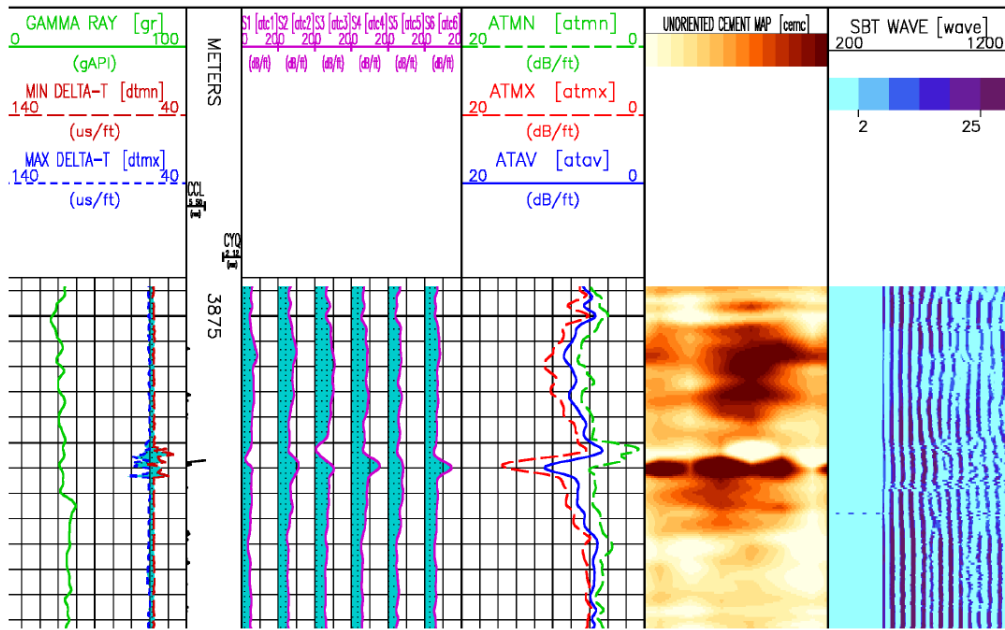 GAMMA RAY [gr]
0 100
(gAPI)
MIN DELTA-T [dtmn]
140 40
(us/ft)
MAX DELTA-T [dtmx]
140 40
(us/ft)
METERS
CCL
CYQ
3875
S1 [atc1] S2 [atc2] S3 [atc3] S4 [atc4] S5 [atc5] S6 [atc6]
(dB/ft) (dB/ft) (dB/ft) (dB/ft) (dB/ft) (dB/ft)
ATMN [atmn]
20 0
(dB/ft)
ATMX [atmx]
20 0
(dB/ft)
ATAV [atav]
20 0
(dB/ft)
UNORIENTED CEMENT MAP [cemc]
SBT WAVE [wave]
200 1200
2 25